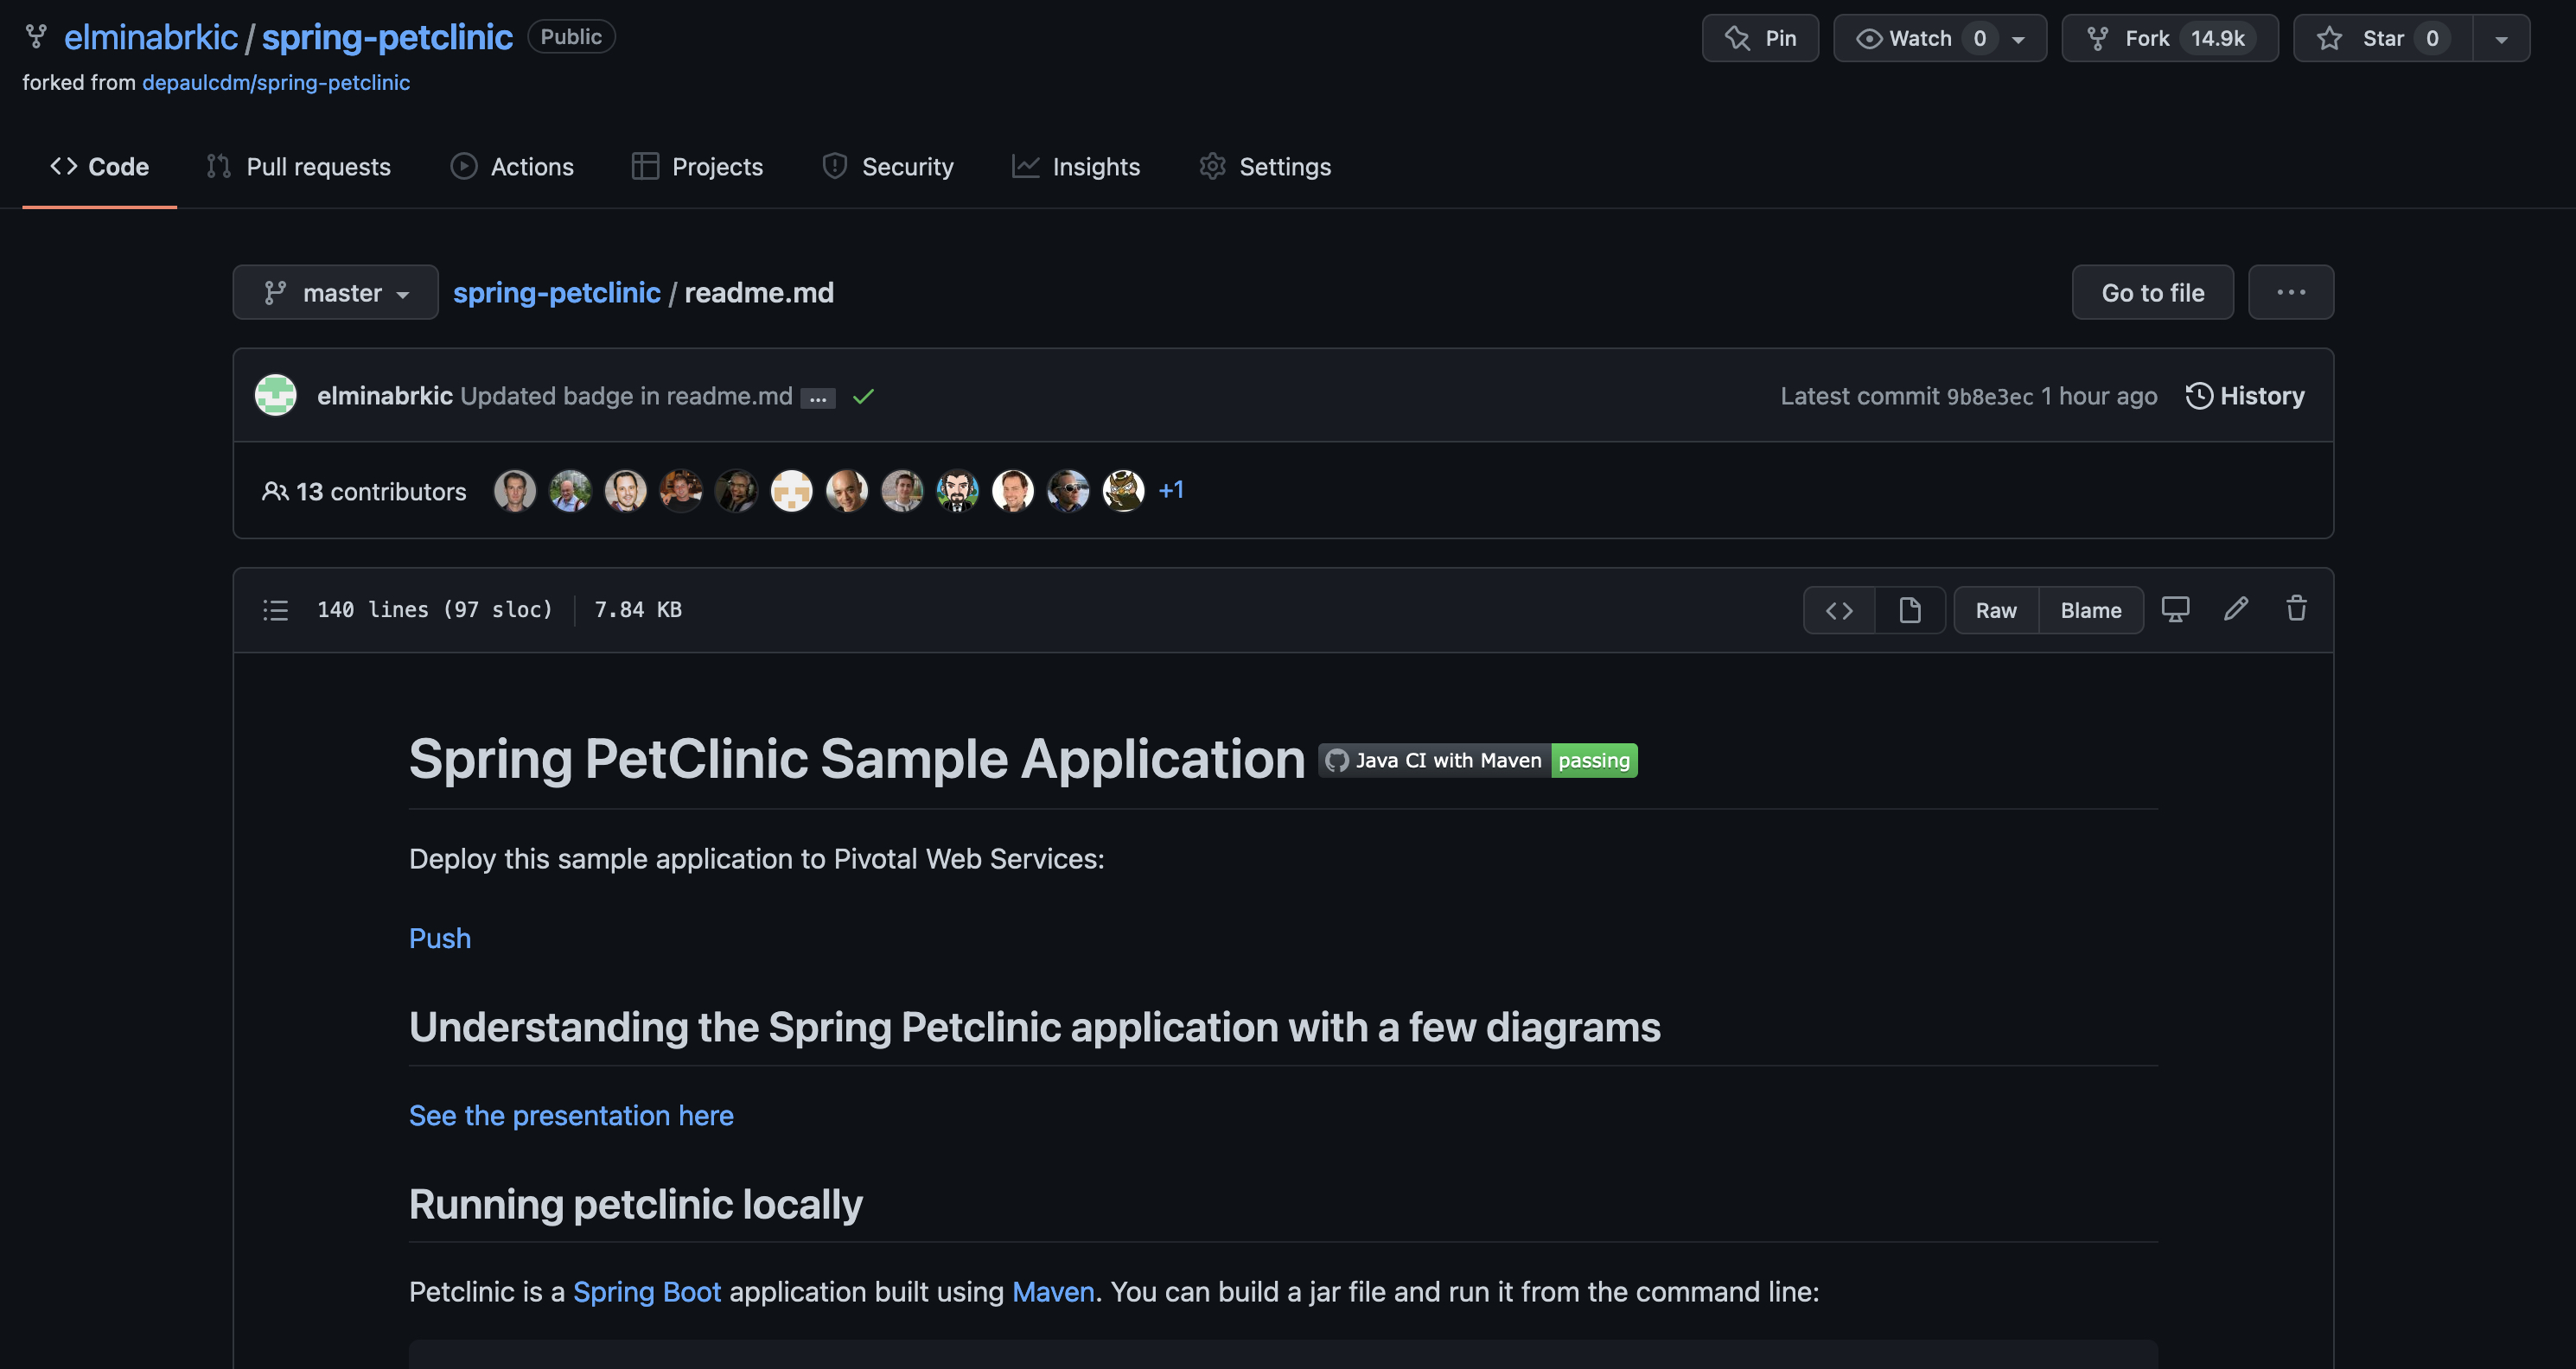 elminabrkic / spring-petclinic Public Pin Watch 0 Fork 14.9k Star 0
forked from depaulcdm/spring-petclinic
Code Pull requests Actions Projects Security Insights Settings
master spring-petclinic / readme.md Go to file ...
elminabrkic Updated badge in readme.md ... Latest commit 9b8e3ec 1 hour ago History
13 contributors +1
140 lines (97 sloc) 7.84 KB Raw Blame
Spring PetClinic Sample Application Java CI with Maven passing
Deploy this sample application to Pivotal Web Services:
Push
Understanding the Spring Petclinic application with a few diagrams
See the presentation here
Running petclinic locally
Petclinic is a Spring Boot application built using Maven. You can build a jar file and run it from the command line: